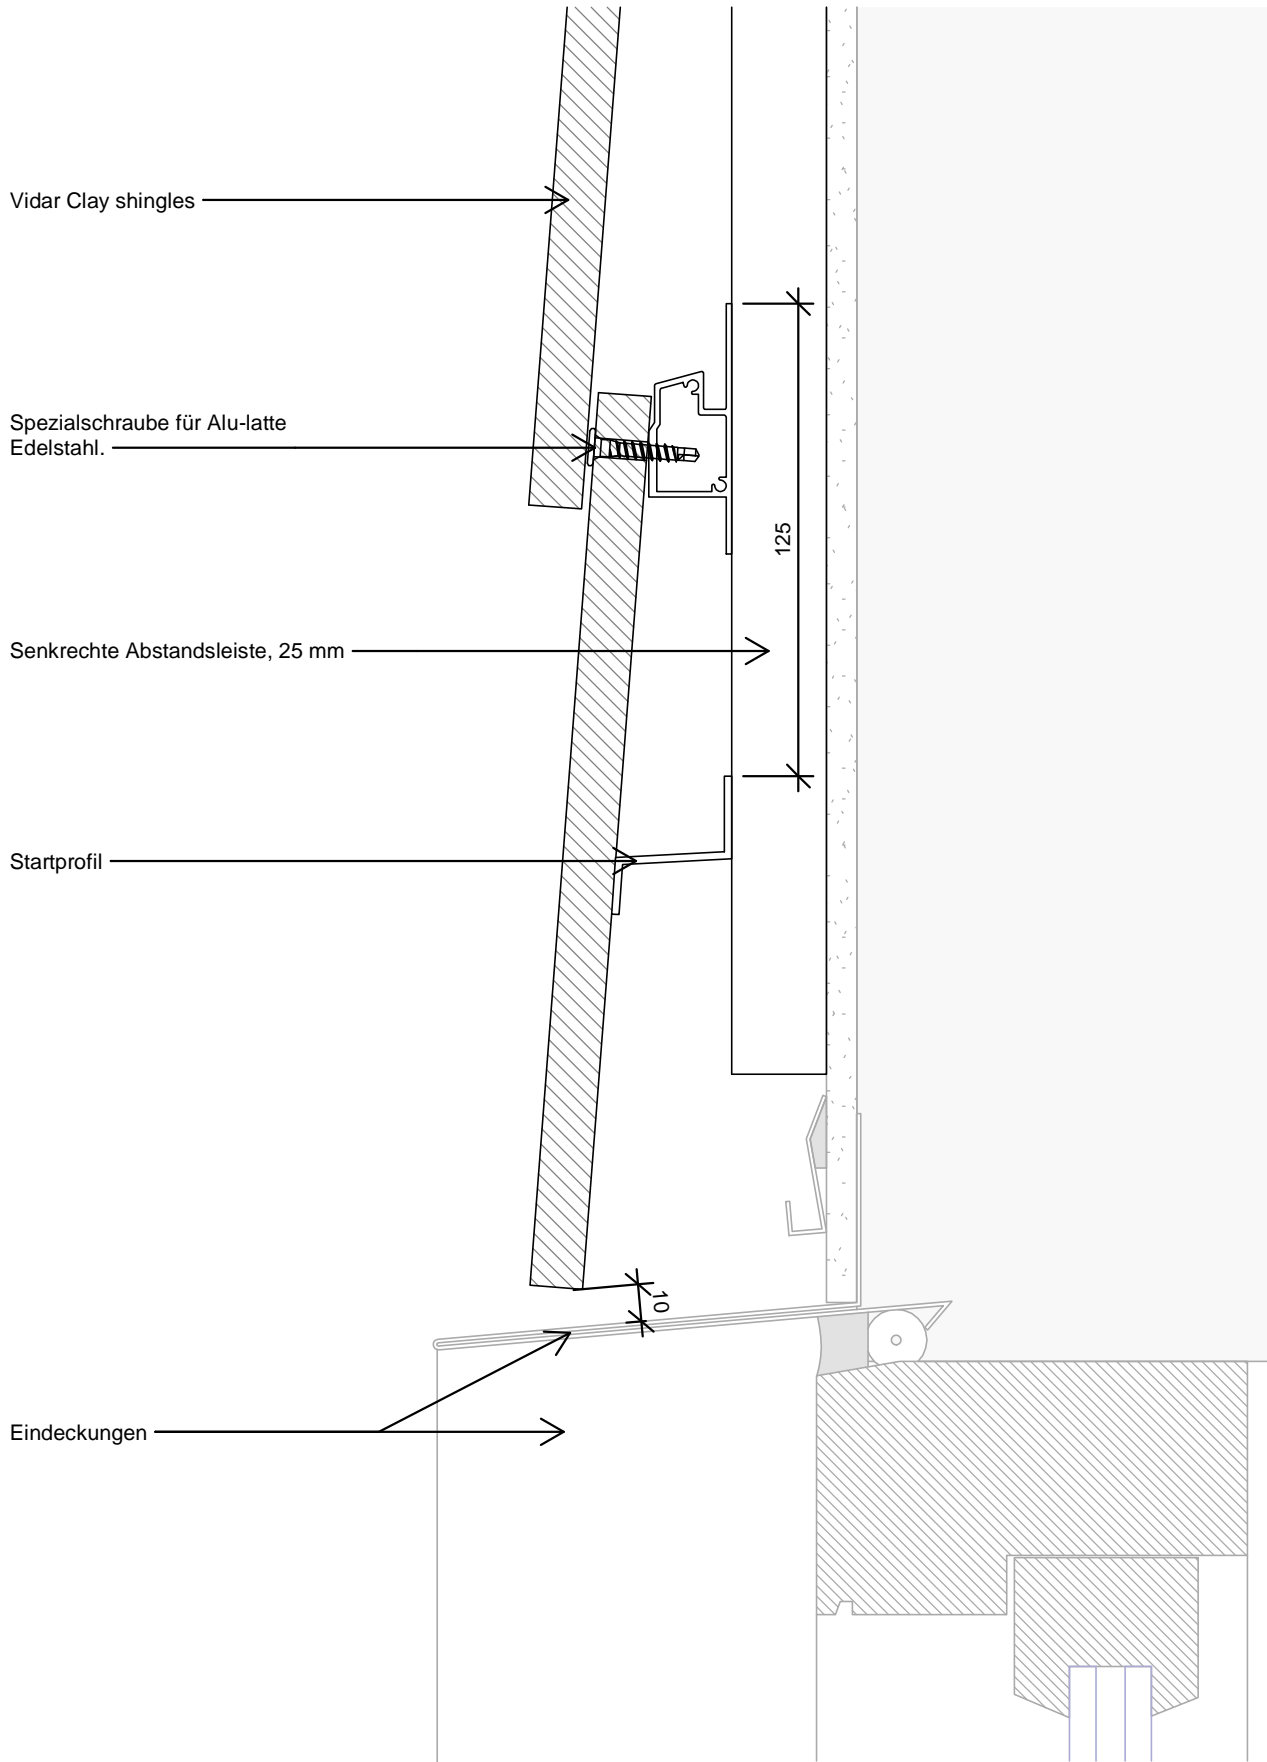 Vidar Clay shingles
Spezialschraube für Alu-latte
Edelstahl.
125
Senkrechte Abstandsleiste, 25 mm
Startprofil
10
Eindeckungen